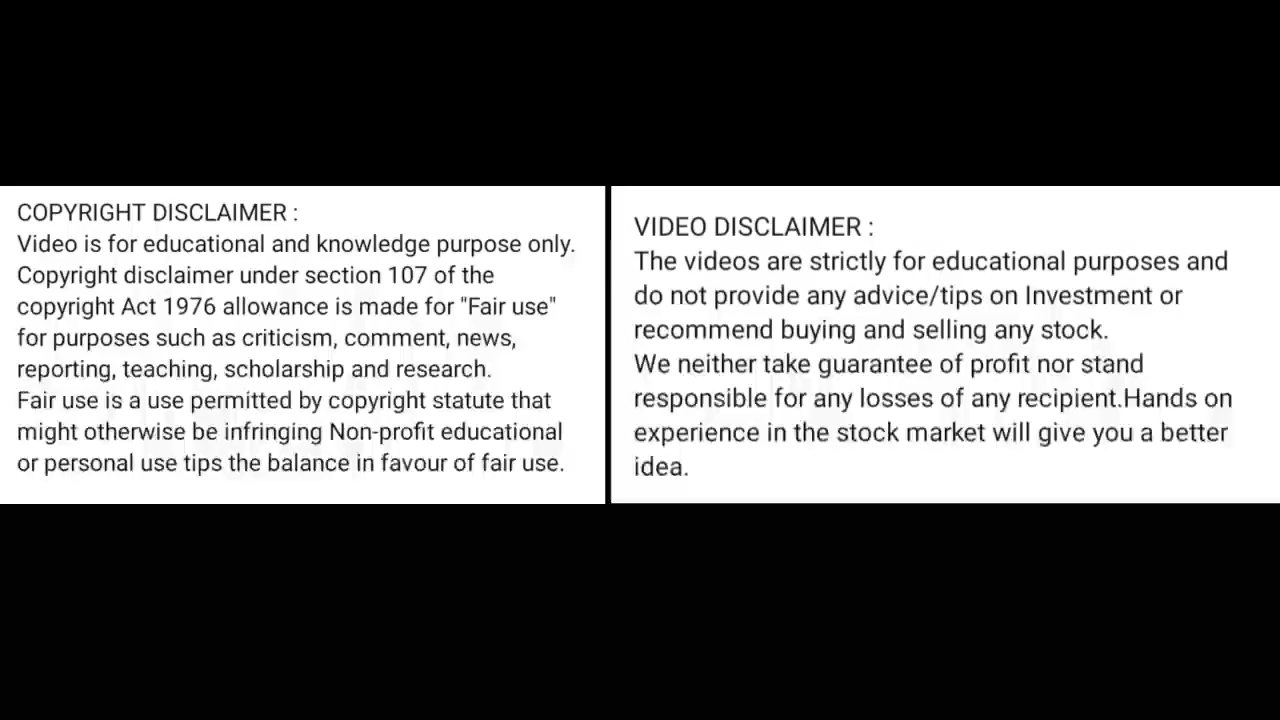 COPYRIGHT DISCLAIMER :
Video is for educational and knowledge purpose only.
Copyright disclaimer under section 107 of the
copyright Act 1976 allowance is made for "Fair use"
for purposes such as criticism, comment, news,
reporting, teaching, scholarship and research.
Fair use is a use permitted by copyright statute that
might otherwise be infringing Non-profit educational
or personal use tips the balance in favour of fair use.
VIDEO DISCLAIMER :
The videos are strictly for educational purposes and
do not provide any advice/tips on Investment or
recommend buying and selling any stock.
We neither take guarantee of profit nor stand
responsible for any losses of any recipient.Hands on
experience in the stock market will give you a better
idea.